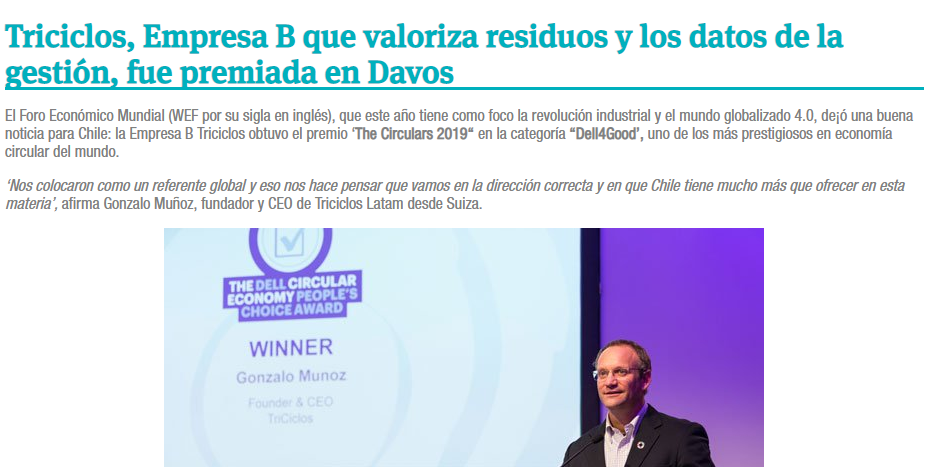 Triciclos, Empresa B que valoriza residuos y los datos de la
gestión, fue premiada en Davos
El Foro Económico Mundial (WEF por su sigla en inglés), que este año tiene como foco la revolución industrial y el mundo globalizado 4.0, de¡ó una buena
noticia para Chile: la Empresa B Triciclos obtuvo el premio ‘The Circulars 2019“ en la categoría “Dell4Good’, uno de los más prestigiosos en economía
circular del mundo.
‘Nos colocaron como un referente global y eso nos hace pensar que vamos en la dirección correcta y en que Chile tiene mucho más que ofrecer en esta
materia’, afirma Gonzalo Muñoz, fundador y CEO de Triciclos Latam desde Suiza.
THE DELL CIRCULAR
ECONOMY PEOPLE'S
CHOICE AWARD
WINNER
Gonzalo Munoz
Founder & CEO
TriCiclos